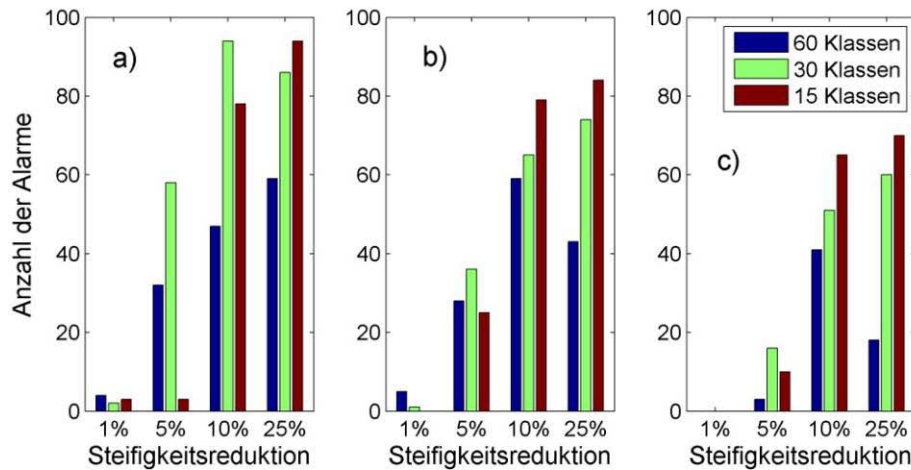 Anzahl der Alarme
100
80
60
40
20
0
a)
1% 5% 10% 25%
Steifigkeitsreduktion
100
80
60
40
20
0
b)
1% 5% 10% 25%
Steifigkeitsreduktion
100
80
60
40
20
0
60 Klassen
30 Klassen
15 Klassen
c)
1% 5% 10% 25%
Steifigkeitsreduktion